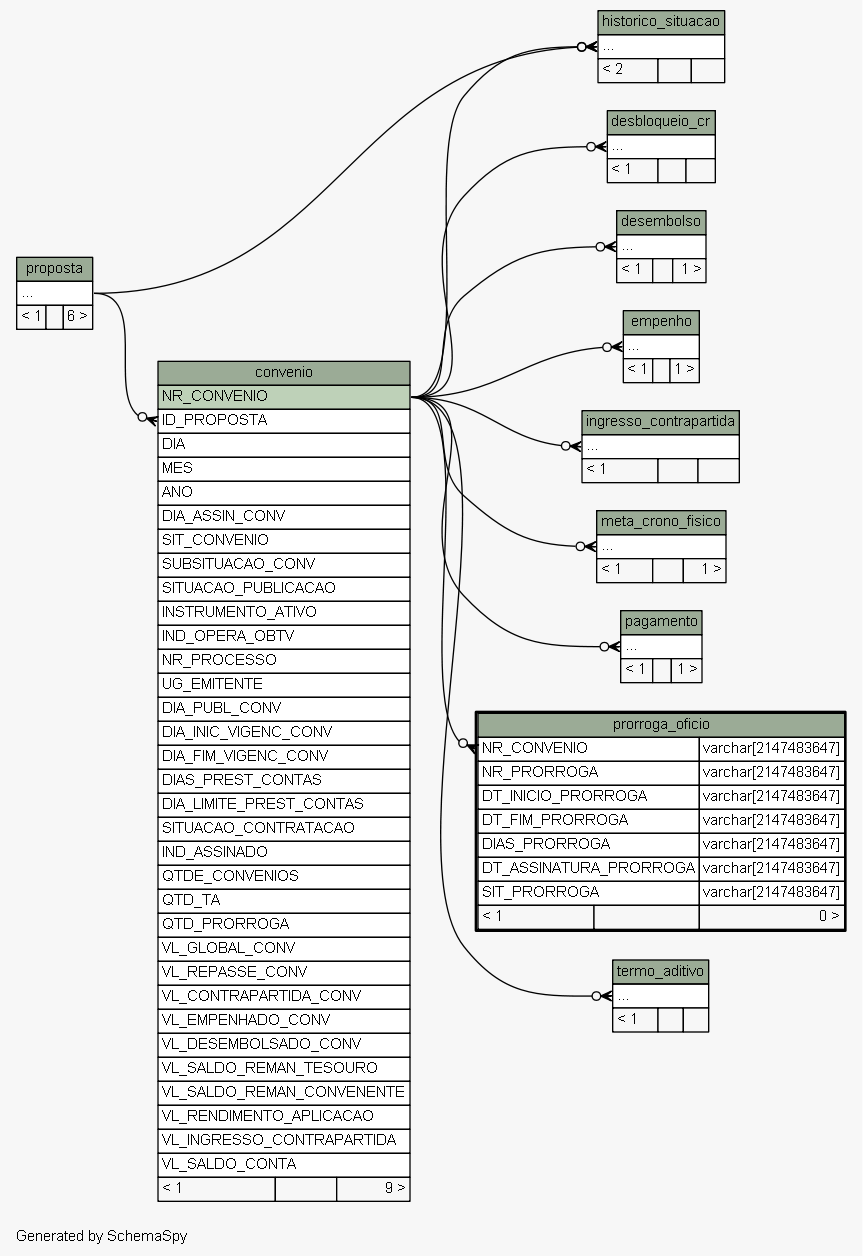 historico_situacao
...
< 2
desbloqueio_cr
...
< 1
desembolso
...
< 1 1 >
proposta
...
< 1 6 >
empenho
...
< 1 1 >
convenio
NR_CONVENIO
ID_PROPOSTA
DIA
MES
ANO
DIA_ASSIN_CONV
SIT_CONVENIO
SUBSITUACAO_CONV
SITUACAO_PUBLICACAO
INSTRUMENTO_ATIVO
IND_OPERA_OBTV
NR_PROCESSO
UG_EMITENTE
DIA_PUBL_CONV
DIA_INIC_VIGENC_CONV
DIA_FIM_VIGENC_CONV
DIAS_PREST_CONTAS
DIA_LIMITE_PREST_CONTAS
SITUACAO_CONTRATACAO
IND_ASSINADO
QTDE_CONVENIOS
QTD_TA
QTD_PRORROGA
VL_GLOBAL_CONV
VL_REPASSE_CONV
VL_CONTRAPARTIDA_CONV
VL_EMPENHADO_CONV
VL_DESEMBOLSADO_CONV
VL_SALDO_REMAN_TESOURO
VL_SALDO_REMAN_CONVENENTE
VL_RENDIMENTO_APLICACAO
VL_INGRESSO_CONTRAPARTIDA
VL_SALDO_CONTA
< 1 9 >
ingresso_contrapartida
...
< 1
meta_crono_fisico
...
< 1 1 >
pagamento
...
< 1 1 >
prorroga_oficio
NR_CONVENIO varchar[2147483647]
NR_PRORROGA varchar[2147483647]
DT_INICIO_PRORROGA varchar[2147483647]
DT_FIM_PRORROGA varchar[2147483647]
DIAS_PRORROGA varchar[2147483647]
DT_ASSINATURA_PRORROGA varchar[2147483647]
SIT_PRORROGA varchar[2147483647]
< 1 0 >
termo_aditivo
...
< 1
Generated by SchemaSpy